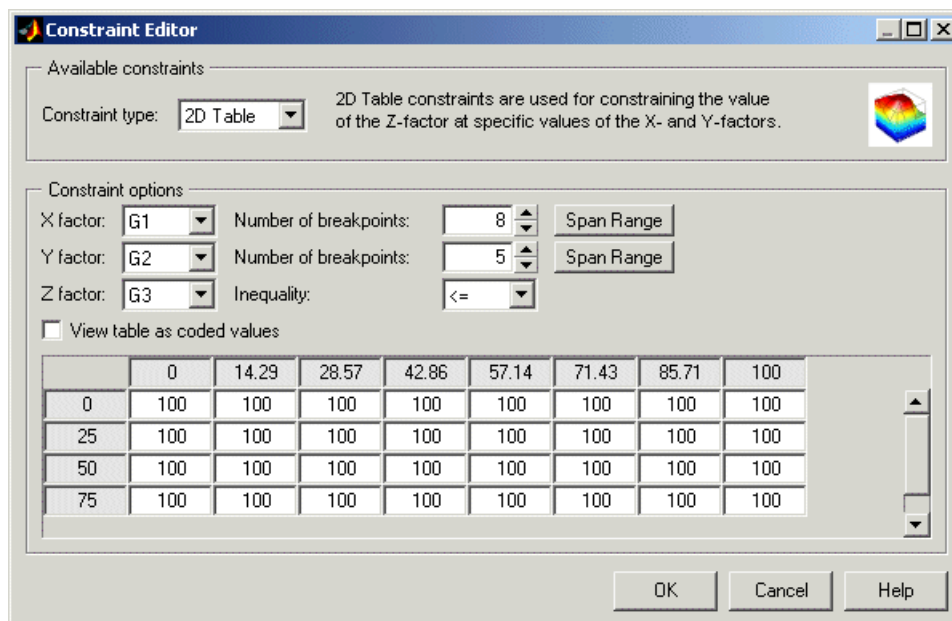 Constraint Editor
Available constraints
Constraint type: 2D Table
2D Table constraints are used for constraining the value
of the Z-factor at specific values of the X- and Y-factors.
Constraint options
X factor: G1 Number of breakpoints: 8 Span Range
Y factor: G2 Number of breakpoints: 5 Span Range
Z factor: G3 Inequality: <=
View table as coded values
0 14.29 28.57 42.86 57.14 71.43 85.71 100
0 100 100 100 100 100 100 100 100
25 100 100 100 100 100 100 100 100
50 100 100 100 100 100 100 100 100
75 100 100 100 100 100 100 100 100
OK Cancel Help